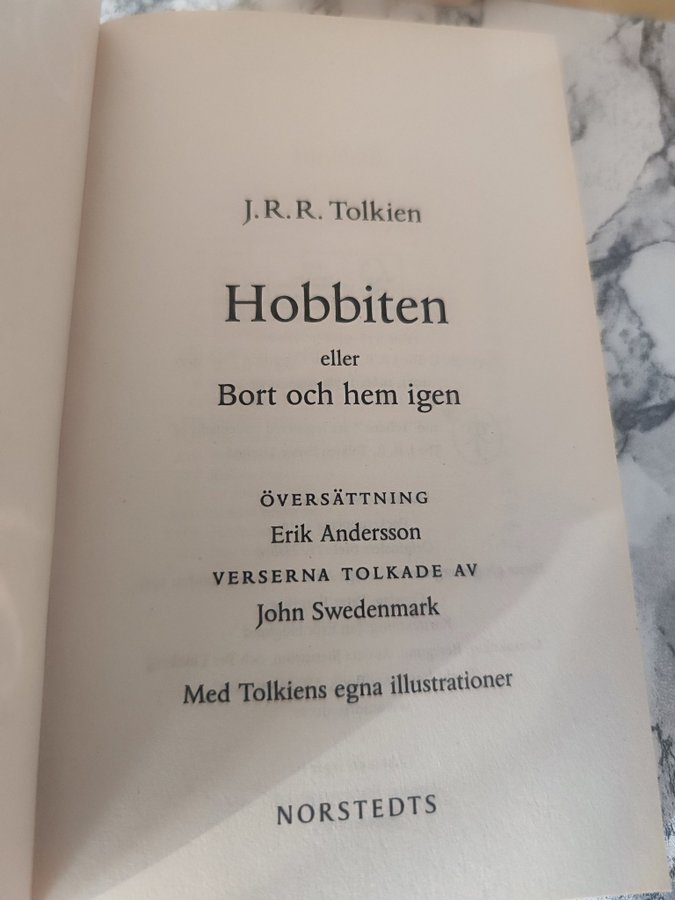 J.R.R. Tolkien
Hobbiten
eller
Bort och hem igen
ÖVERSÄTTNING
Erik Andersson
VERSERNA TOLKADE AV
John Swedenmark
Med Tolkiens egna illustrationer
NORSTEDTS